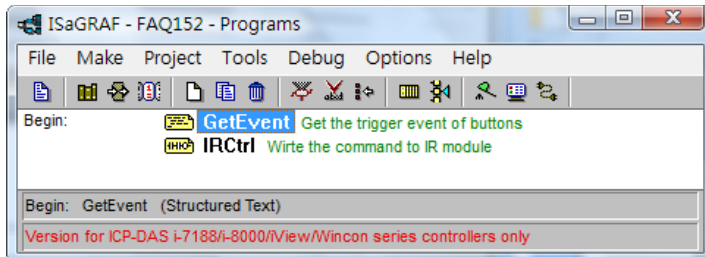 ISaGRAF - FAQ152 - Programs
File Make Project Tools Debug Options Help
Begin: GetEvent Get the trigger event of buttons
IRCtrl Wirte the command to IR module
Begin: GetEvent (Structured Text)
Version for ICP-DAS i-7188/i-8000/iView/Wincon series controllers only